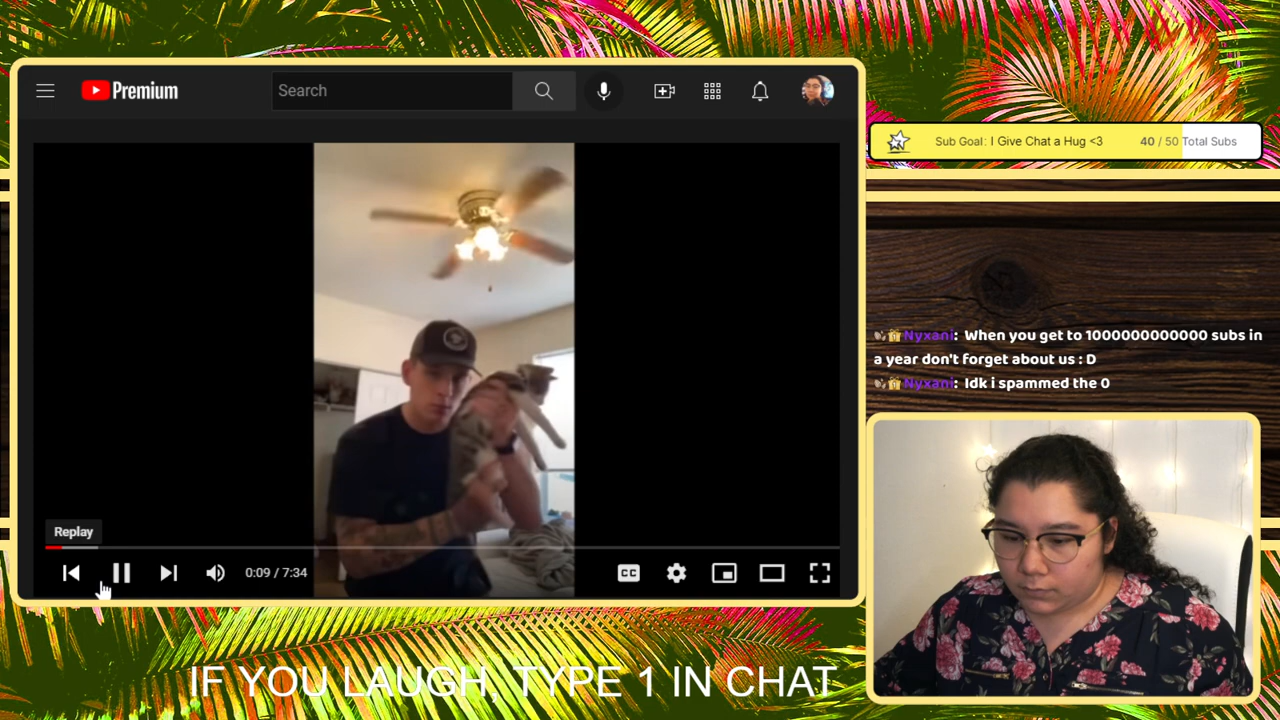 Premium
Search
Sub Goal: I Give Chat a Hug <3 40 / 50 Total Subs
Nyxani: When you get to 1000000000000 subs in
a year don't forget about us : D
Nyxani: Idk i spammed the 0
Replay
0:09 / 7:34
CC
IF YOU LAUGH, TYPE 1 IN CHAT